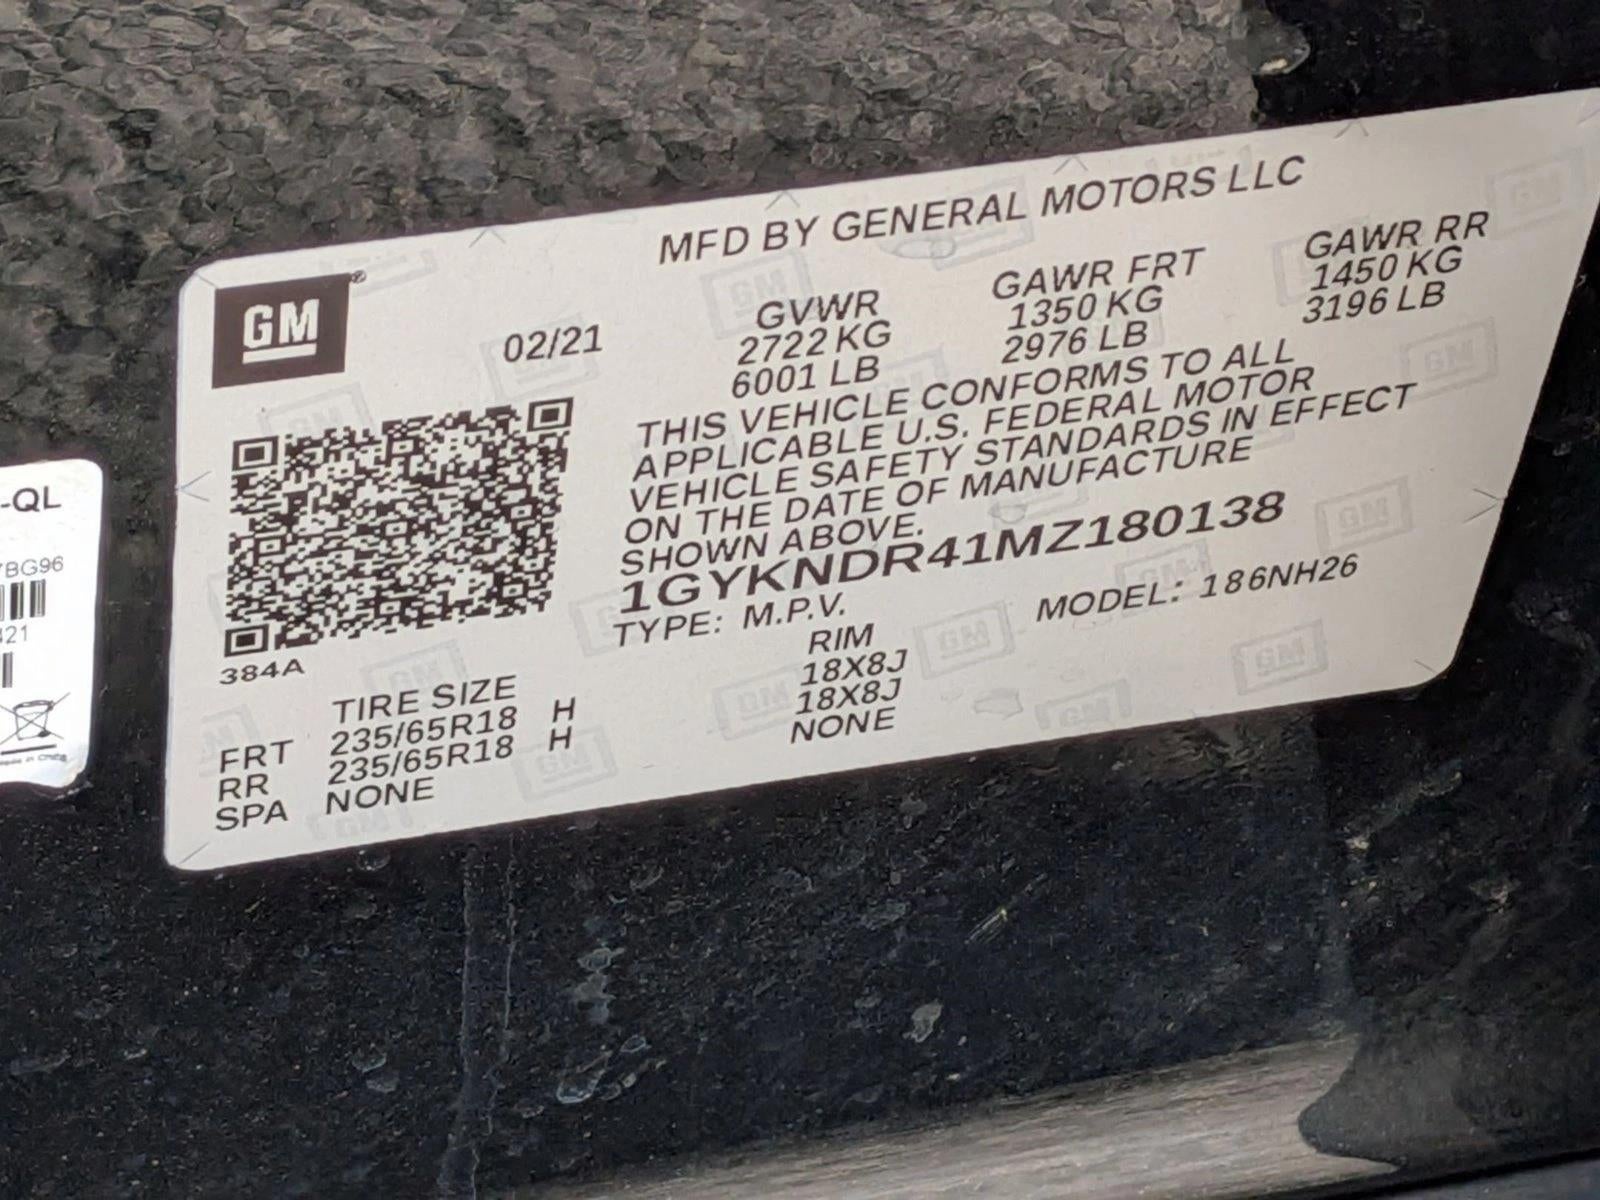 MFD BY GENERAL MOTORS LLC
GM
02/21
GVWR GAWR FRT GAWR RR
2722 KG 1350 KG 1450 KG
6001 LB 2976 LB 3196 LB
THIS VEHICLE CONFORMS TO ALL
APPLICABLE U.S. FEDERAL MOTOR
VEHICLE SAFETY STANDARDS IN EFFECT
ON THE DATE OF MANUFACTURE
SHOWN ABOVE.
1GYKNDR41MZ180138
TYPE: M.P.V. MODEL: 186NH26
384A
TIRE SIZE RIM
FRT 235/65R18 H 18X8J
RR 235/65R18 H 18X8J
SPA NONE NONE
-QL
BG96
21